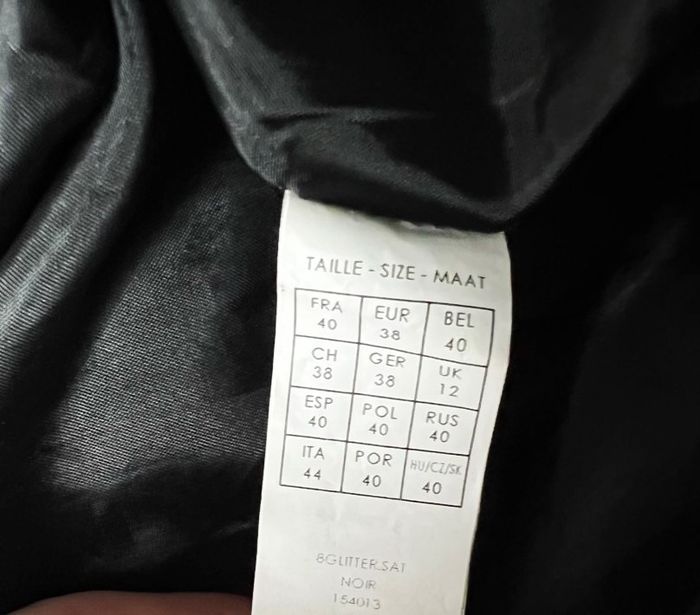 TAILLE - SIZE - MAAT
FRA EUR BEL
40 38 40
CH GER UK
38 38 12
ESP POL RUS
40 40 40
ITA POR HU/CZ/SK
44 40 40
8GLITTER.SAT
NOIR
154013